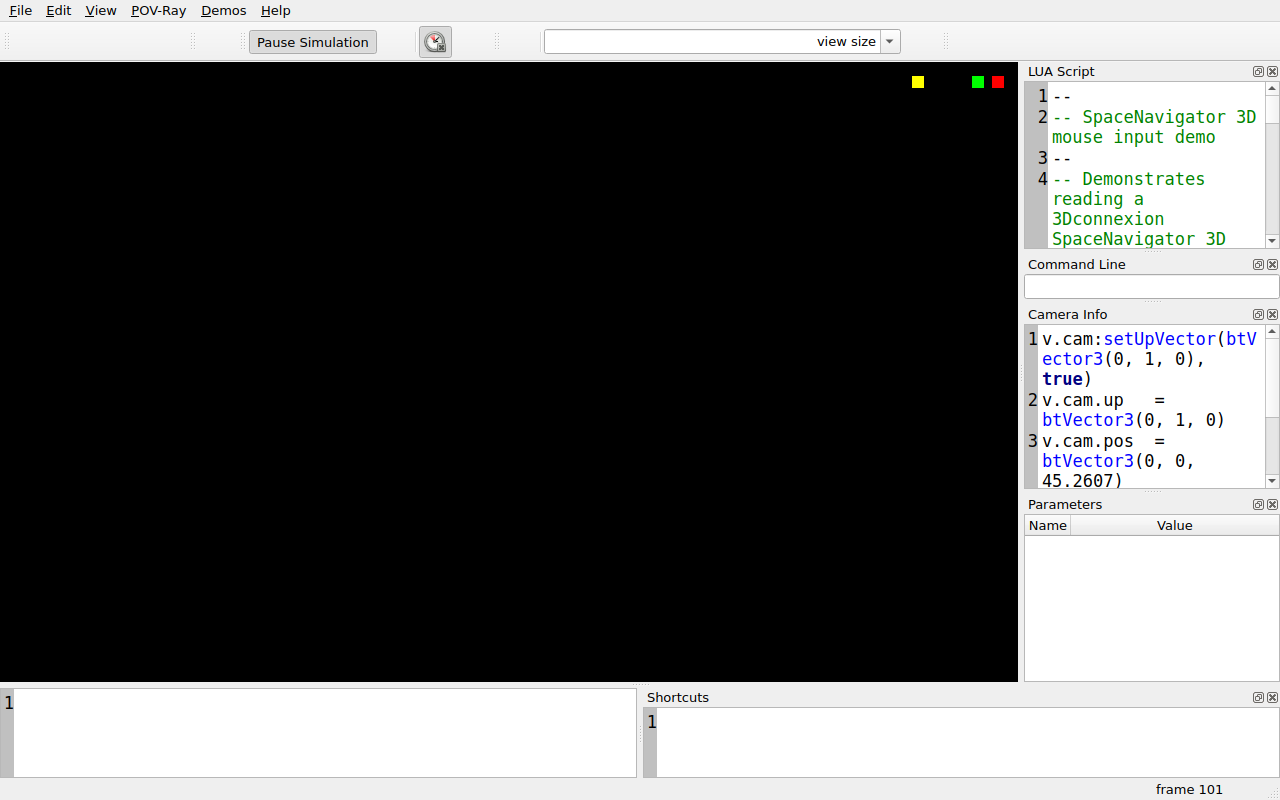 File Edit View POV-Ray Demos Help
Pause Simulation
view size
LUA Script
1 --
2 -- SpaceNavigator 3D
mouse input demo
3 --
4 -- Demonstrates
reading a
3Dconnexion
SpaceNavigator 3D
Command Line
Camera Info
1 v.cam:setUpVector(btV
ector3(0, 1, 0),
true)
2 v.cam.up   =
btVector3(0, 1, 0)
3 v.cam.pos  =
btVector3(0, 0,
45.2607)
Parameters
Name Value
1
Shortcuts
1
frame 101